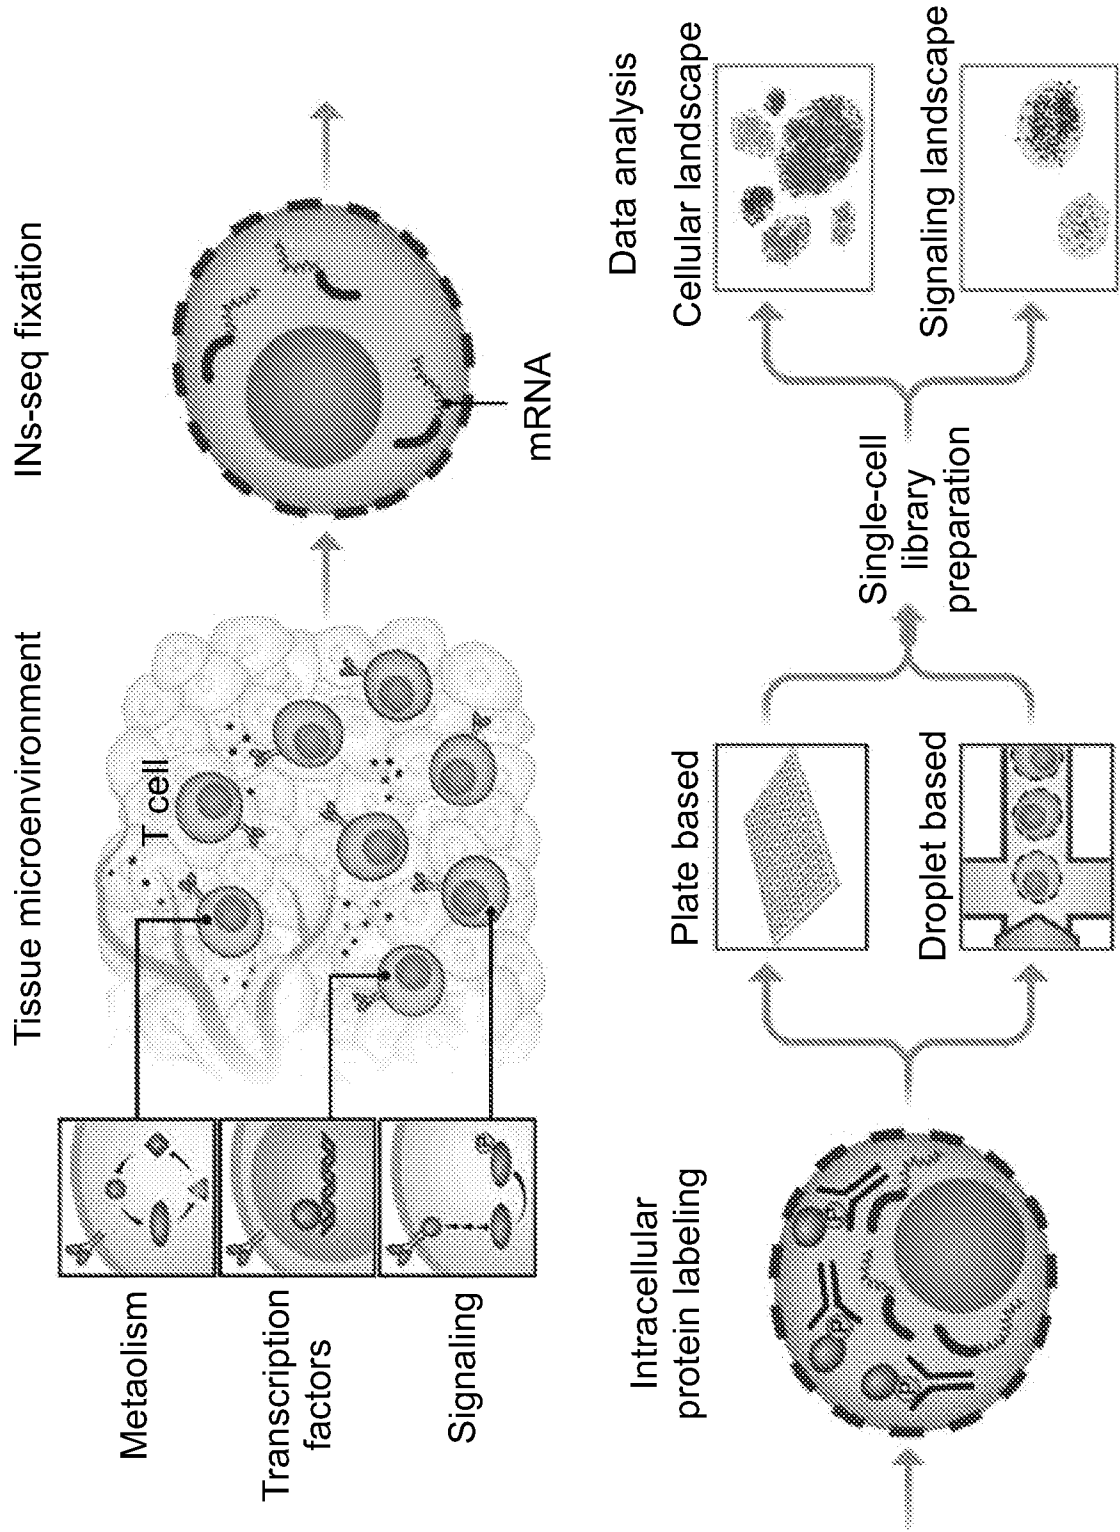 Tissue microenvironment
INs-seq fixation
Metaolism
Transcription
factors
Signaling
T cell
mRNA
Intracellular
protein labeling
P
P
P
P
Plate based
Droplet based
Single-cell
library
preparation
Data analysis
Cellular landscape
Signaling landscape